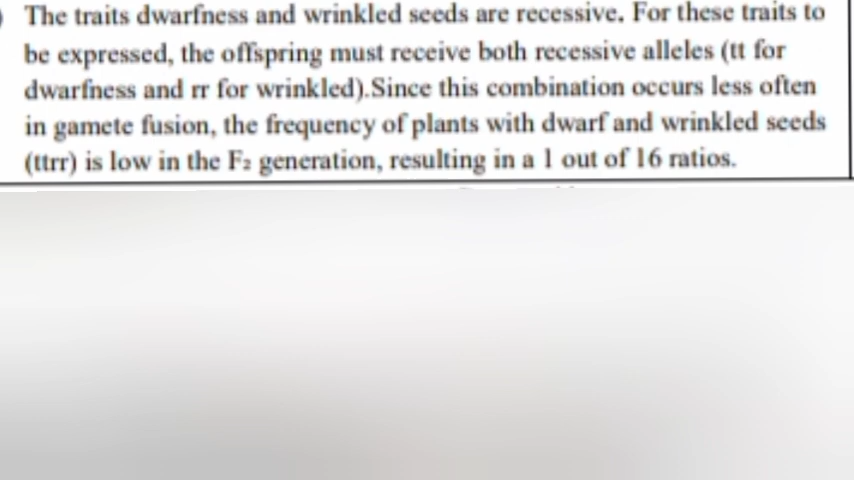 The traits dwarfness and wrinkled seeds are recessive. For these traits to
be expressed, the offspring must receive both recessive alleles (tt for
dwarfness and rr for wrinkled).Since this combination occurs less often
in gamete fusion, the frequency of plants with dwarf and wrinkled seeds
(ttrr) is low in the F₂ generation, resulting in a 1 out of 16 ratios.